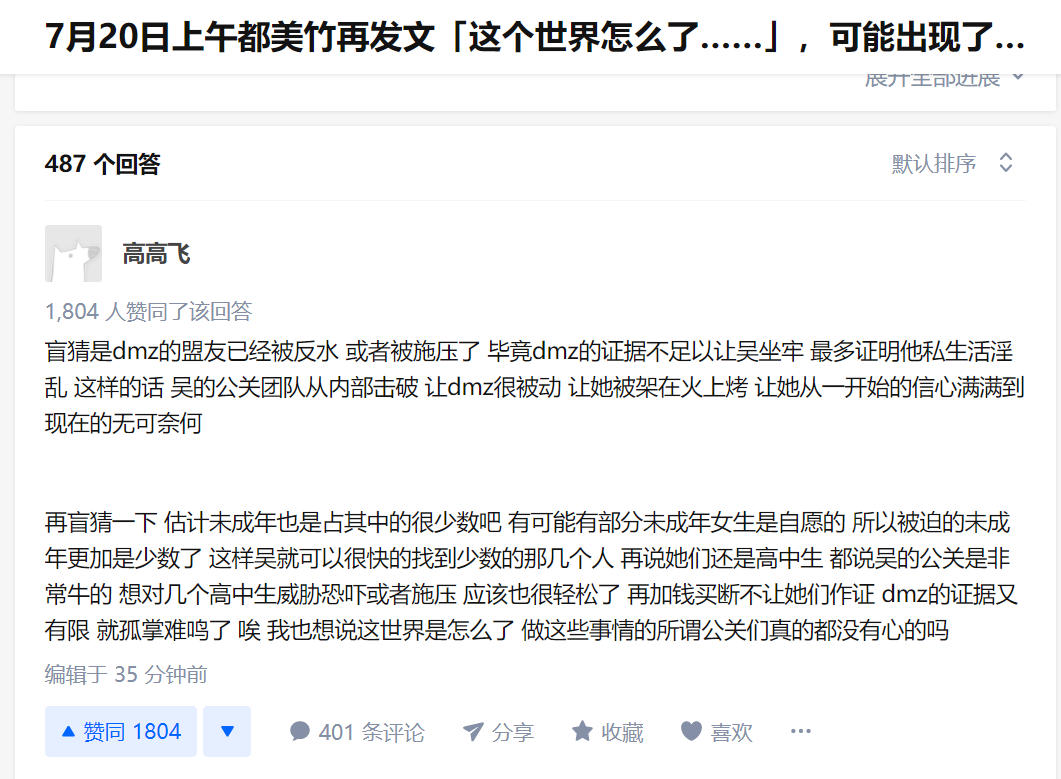 7月20日上午都美竹再发文「这个世界怎么了……」，可能出现了...
展开全部进展
487 个回答
默认排序
高高飞
1,804 人赞同了该回答
盲猜是dmz的盟友已经被反水 或者被施压了 毕竟dmz的证据不足以让吴坐牢 最多证明他私生活淫
乱 这样的话 吴的公关团队从内部击破 让dmz很被动 让她被架在火上烤 让她从一开始的信心满满到
现在的无可奈何
再盲猜一下 估计未成年也是占其中的很少数吧 有可能有部分未成年女生是自愿的 所以被迫的未成
年更加是少数了 这样吴就可以很快的找到少数的那几个人 再说她们还是高中生 都说吴的公关是非
常牛的 想对几个高中生威胁恐吓或者施压 应该也很轻松了 再加钱买断不让她们作证 dmz的证据又
有限 就孤掌难鸣了 唉 我也想说这世界是怎么了 做这些事情的所谓公关们真的都没有心的吗
编辑于 35 分钟前
赞同 1804
401 条评论
分享
收藏
喜欢